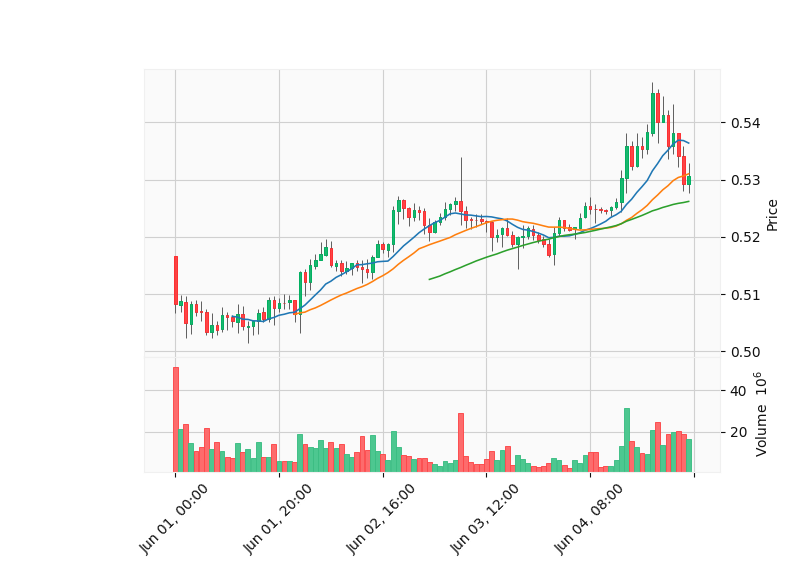 0.54
0.53
0.52
0.51
0.50
Price
40
20
Volume 10^6
Jun 01, 00:00
Jun 01, 20:00
Jun 02, 16:00
Jun 03, 12:00
Jun 04, 08:00